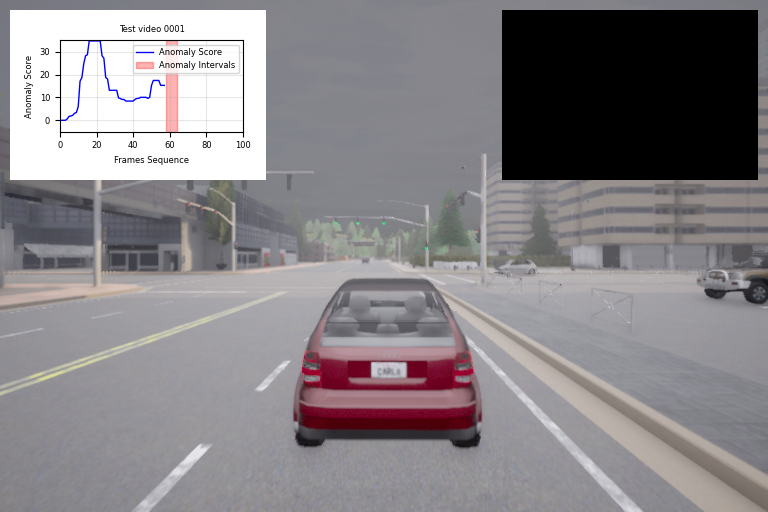 Test video 0001
Anomaly Score
Anomaly Intervals
Anomaly Score
30
20
10
0
0 20 40 60 80 100
Frames Sequence
CARLA